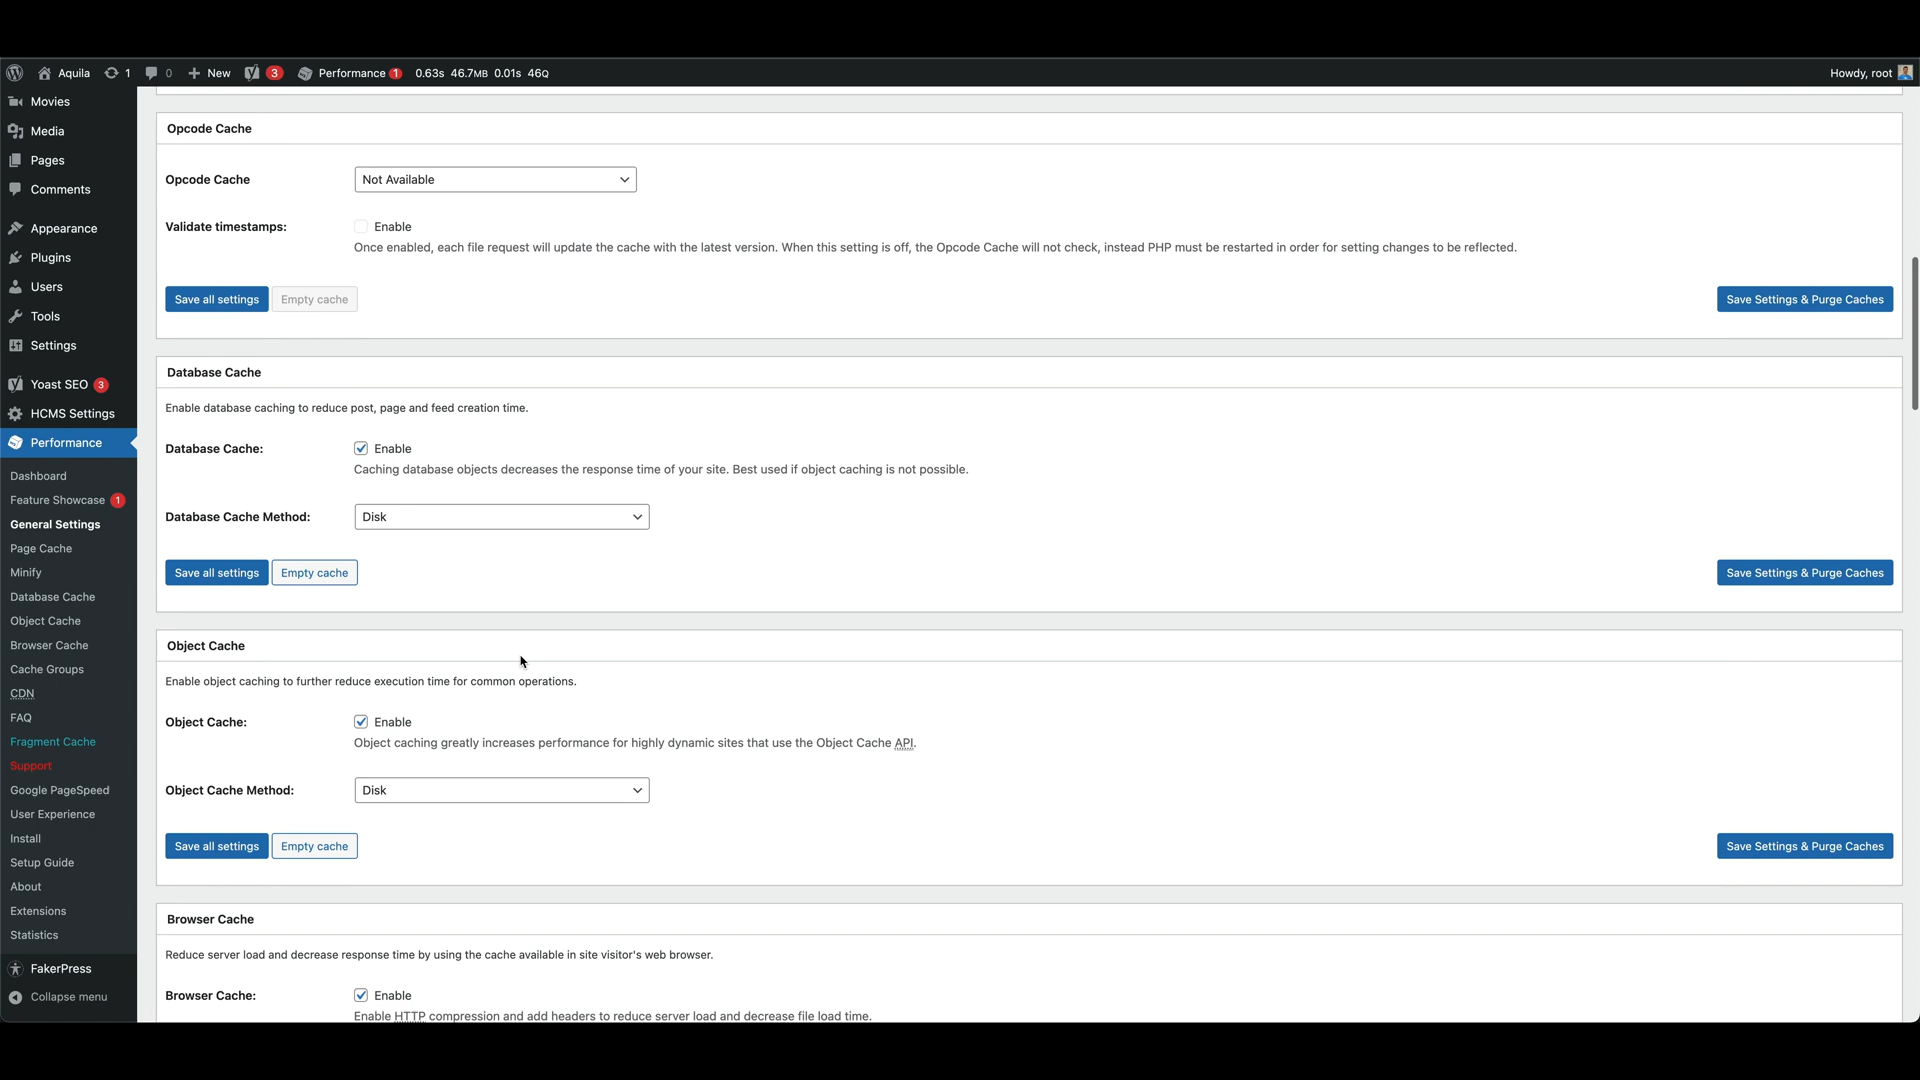 Aquila 1 0 New 3 Performance 1 0.63s 46.7MB 0.01s 46Q Howdy, root
Movies
Media
Pages
Comments
Appearance
Plugins
Users
Tools
Settings
Yoast SEO 3
HCMS Settings
Performance
Dashboard
Feature Showcase 1
General Settings
Page Cache
Minify
Database Cache
Object Cache
Browser Cache
Cache Groups
CDN
FAQ
Fragment Cache
Support
Google PageSpeed
User Experience
Install
Setup Guide
About
Extensions
Statistics
FakerPress
Collapse menu
Opcode Cache
Opcode Cache Not Available
Validate timestamps: Enable
Once enabled, each file request will update the cache with the latest version. When this setting is off, the Opcode Cache will not check, instead PHP must be restarted in order for setting changes to be reflected.
Save all settings Empty cache Save Settings & Purge Caches
Database Cache
Enable database caching to reduce post, page and feed creation time.
Database Cache: Enable
Caching database objects decreases the response time of your site. Best used if object caching is not possible.
Database Cache Method: Disk
Save all settings Empty cache Save Settings & Purge Caches
Object Cache
Enable object caching to further reduce execution time for common operations.
Object Cache: Enable
Object caching greatly increases performance for highly dynamic sites that use the Object Cache API.
Object Cache Method: Disk
Save all settings Empty cache Save Settings & Purge Caches
Browser Cache
Reduce server load and decrease response time by using the cache available in site visitor's web browser.
Browser Cache: Enable
Enable HTTP compression and add headers to reduce server load and decrease file load time.